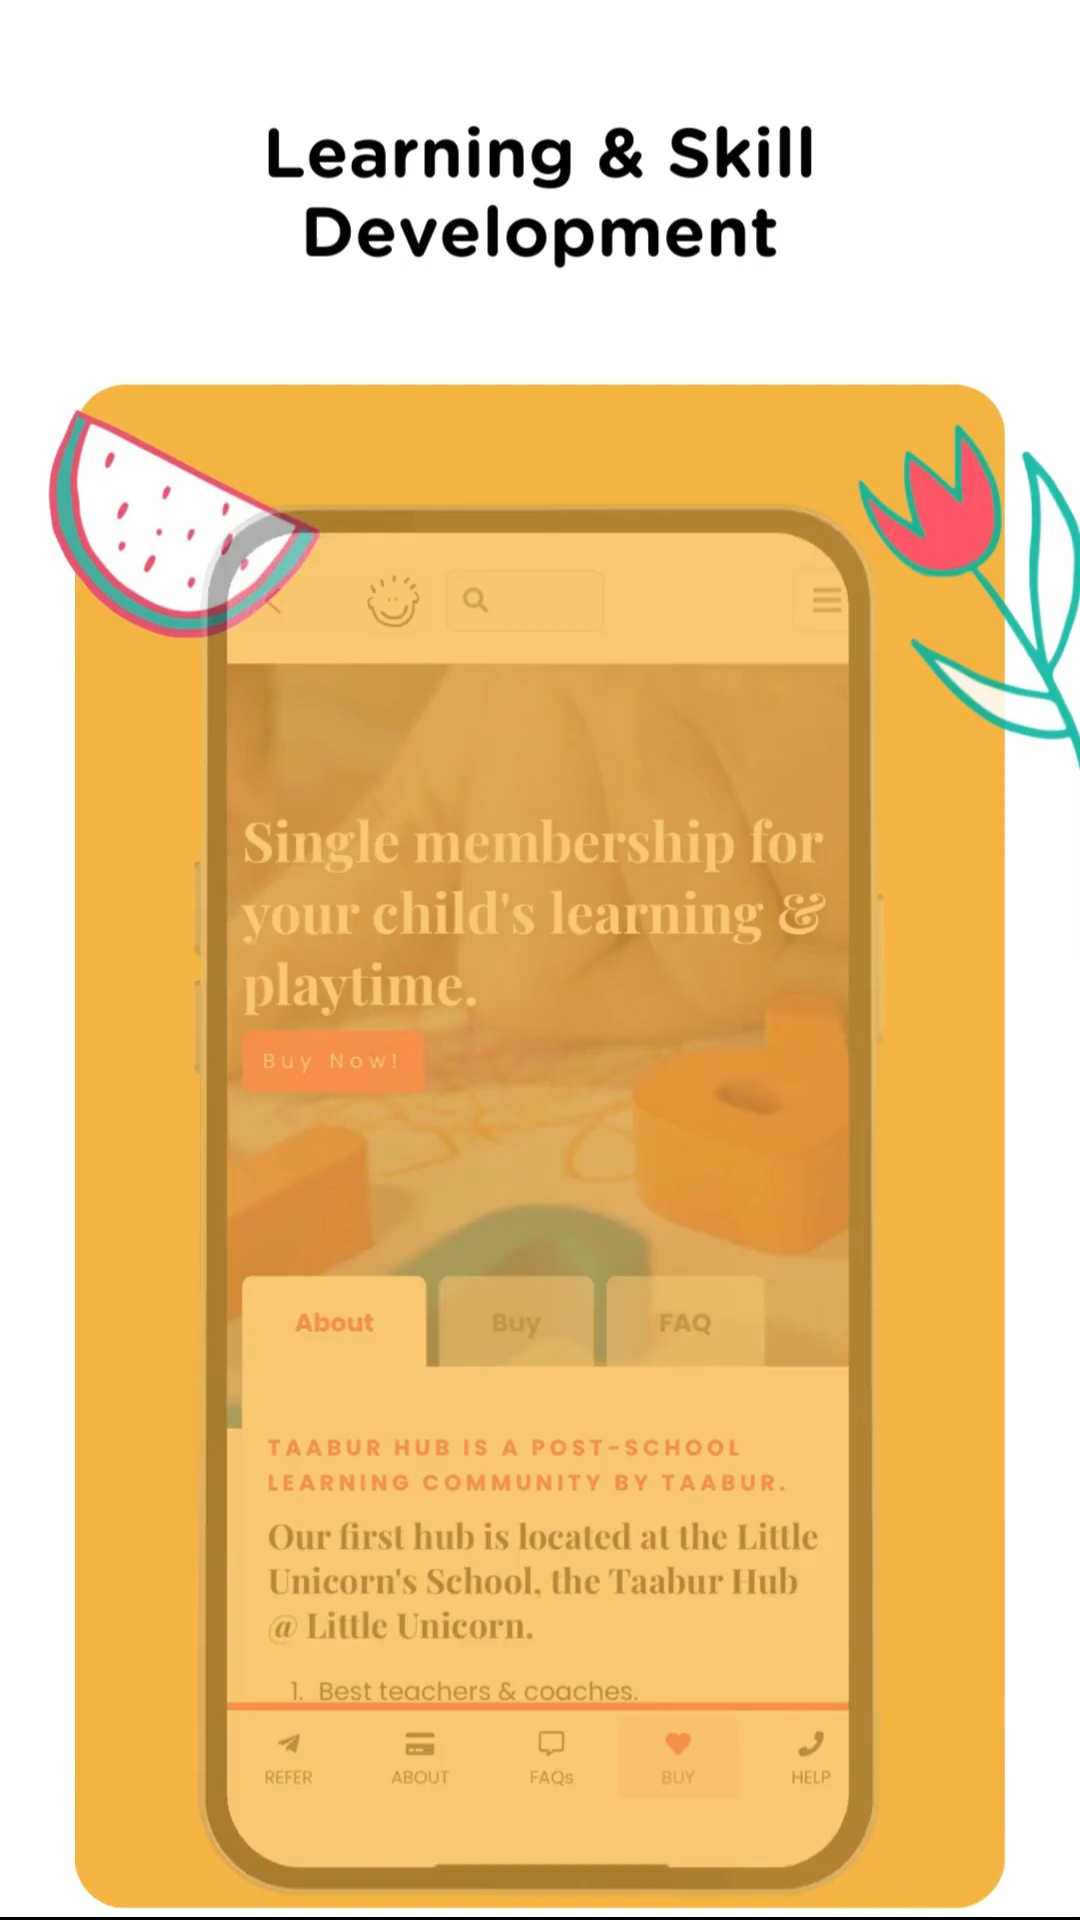 Learning & Skill
Development
Single membership for
your child's learning &
playtime.
Buy Now!
About
Buy
FAQ
TAABUR HUB IS A POST-SCHOOL
LEARNING COMMUNITY BY TAABUR.
Our first hub is located at the Little
Unicorn's School, the Taabur Hub
@ Little Unicorn.
1. Best teachers & coaches.
REFER
ABOUT
FAQs
BUY
HELP